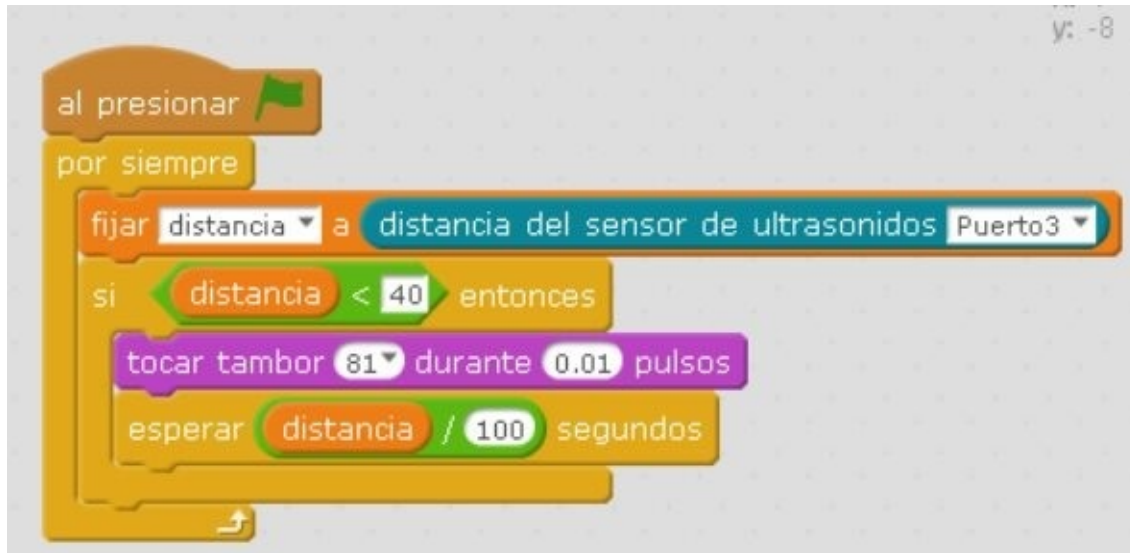 y: -8
al presionar
por siempre
fijar distancia a distancia del sensor de ultrasonidos Puerto3
si distancia < 40 entonces
tocar tambor 81 durante 0.01 pulsos
esperar distancia / 100 segundos